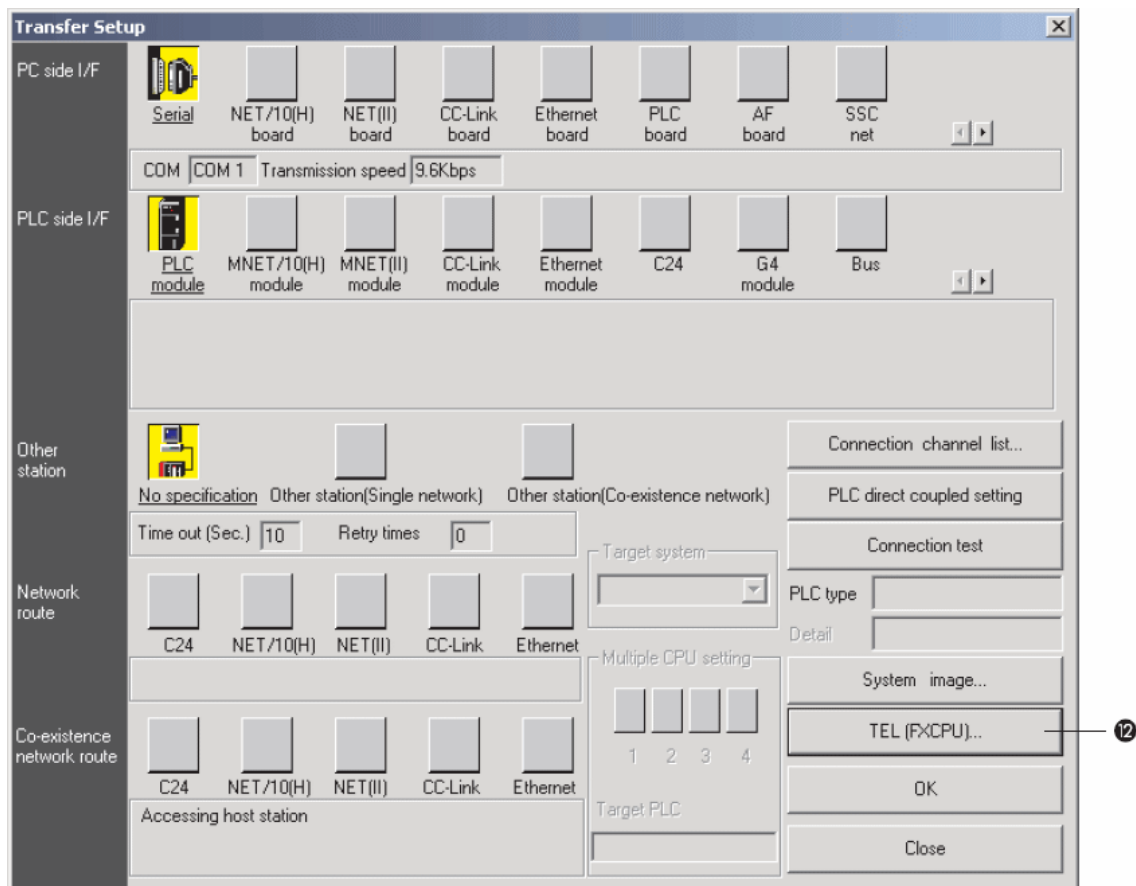 Transfer Setup
PC side I/F
Serial
NET/10(H) board
NET(II) board
CC-Link board
Ethernet board
PLC board
AF board
SSC net
COM COM 1 Transmission speed 9.6Kbps
PLC side I/F
PLC module
MNET/10(H) module
MNET(II) module
CC-Link module
Ethernet module
C24
G4 module
Bus
Other station
No specification
Other station(Single network)
Other station(Co-existence network)
Time out (Sec.) 10 Retry times 0
Network route
C24
NET/10(H)
NET(II)
CC-Link
Ethernet
Co-existence network route
C24
NET/10(H)
NET(II)
CC-Link
Ethernet
Accessing host station
Target system
Multiple CPU setting
1 2 3 4
Target PLC
Connection channel list...
PLC direct coupled setting
Connection test
PLC type
Detail
System image...
TEL (FXCPU)...
⓬
OK
Close